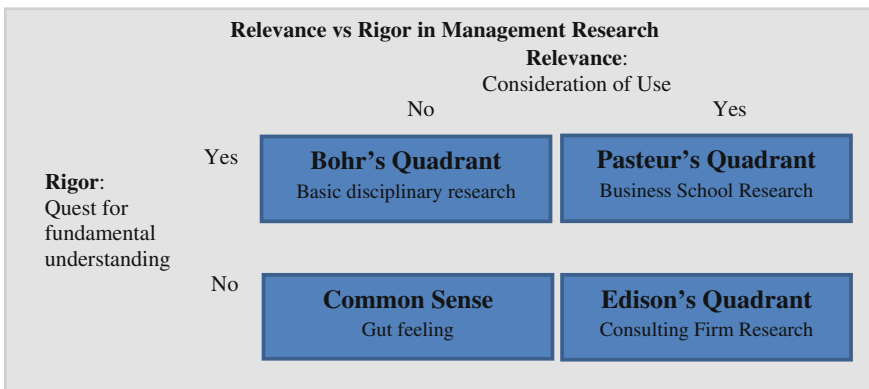 Relevance vs Rigor in Management Research
Relevance:
Consideration of Use
No
Yes
Yes
Bohr's Quadrant
Basic disciplinary research
Pasteur's Quadrant
Business School Research
Rigor:
Quest for
fundamental
understanding
No
Common Sense
Gut feeling
Edison's Quadrant
Consulting Firm Research